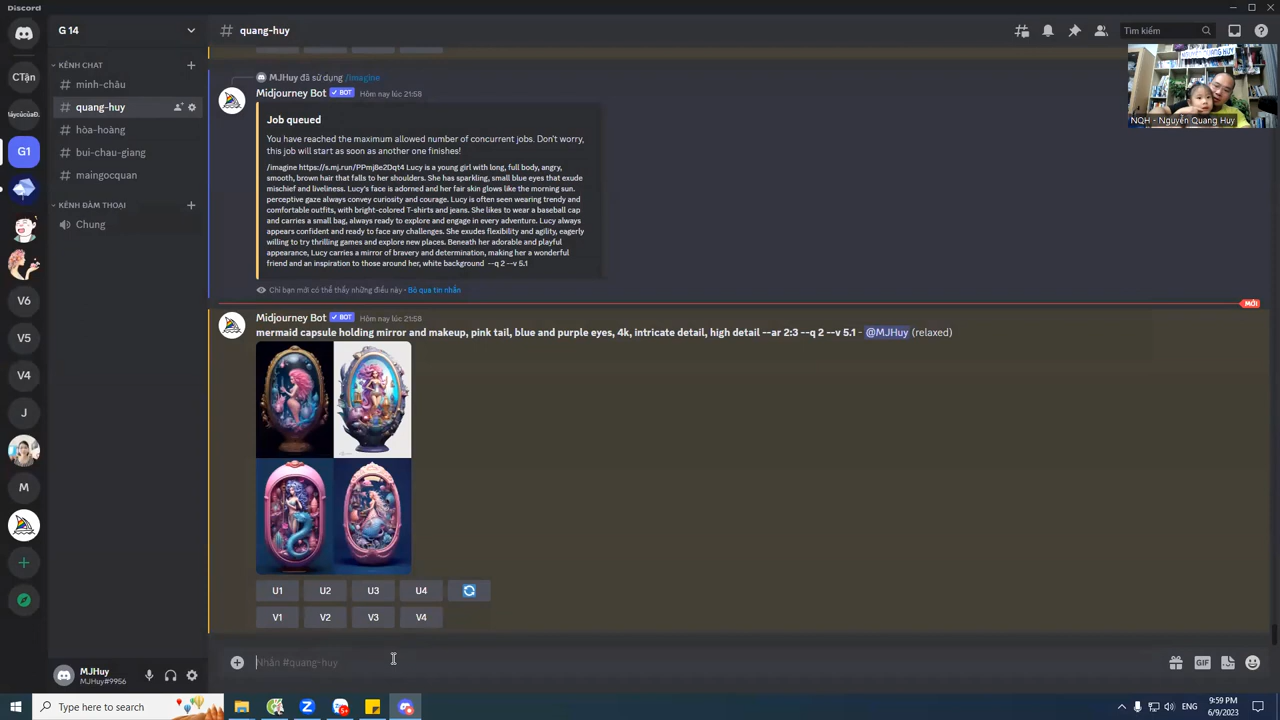 Discord
G 14
# quang-huy
Tìm kiếm
KÊNH CHAT
minh-châu
quang-huy
hòa-hoàng
bui-chau-giang
maingocquan
KÊNH ĐÀM THOẠI
Chung
CTận
G1
V6
V5
V4
J
M
MJHuy đã sử dụng /imagine
Midjourney Bot BOT Hôm nay lúc 21:58
Job queued
You have reached the maximum allowed number of concurrent jobs. Don't worry,
this job will start as soon as another one finishes!
/imagine https://s.mj.run/PPmj8e2Dqt4 Lucy is a young girl with long, full body, angry,
smooth, brown hair that falls to her shoulders. She has sparkling, small blue eyes that exude
mischief and liveliness. Lucy's face is adorned and her fair skin glows like the morning sun.
perceptive gaze always convey curiosity and courage. Lucy is often seen wearing trendy and
comfortable outfits, with bright-colored T-shirts and jeans. She likes to wear a baseball cap
and carries a small bag, always ready to explore and engage in every adventure. Lucy always
appears confident and ready to face any challenges. She exudes flexibility and agility, eagerly
willing to try thrilling games and explore new places. Beneath her adorable and playful
appearance, Lucy carries a mirror of bravery and determination, making her a wonderful
friend and an inspiration to those around her, white background --q 2 --v 5.1
Chỉ bạn mới có thể thấy những điều này • Bỏ qua tin nhắn
MỚI
Midjourney Bot BOT Hôm nay lúc 21:58
mermaid capsule holding mirror and makeup, pink tail, blue and purple eyes, 4k, intricate detail, high detail --ar 2:3 --q 2 --v 5.1 - @MJHuy (relaxed)
U1 U2 U3 U4
V1 V2 V3 V4
Nhắn #quang-huy
GIF
MJHuy
MJHuy#9956
NGUYỄN QUANG HUY
NQH - Nguyễn Quang Huy
Type here to search
5+
ENG
9:59 PM
6/9/2023